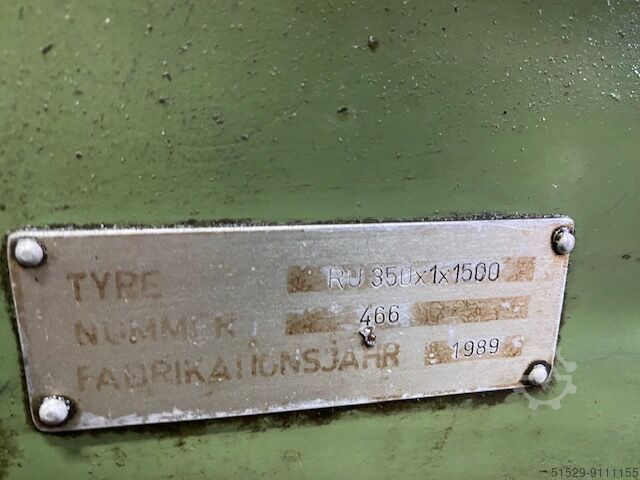 TYPE RU 350x1x1500
NUMMER 466
FABRIKATIONSJAHR 1989
51529-9111155